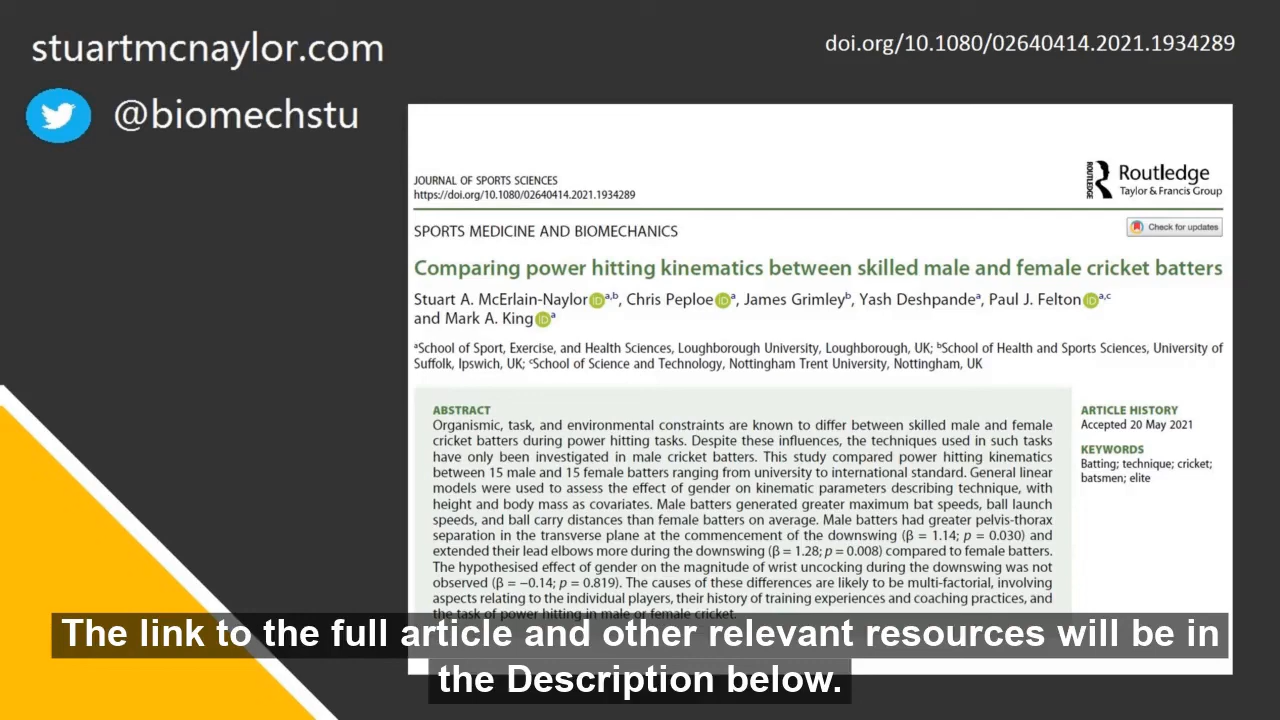 stuartmcnaylor.com
@biomechstu
doi.org/10.1080/02640414.2021.1934289
JOURNAL OF SPORTS SCIENCES
https://doi.org/10.1080/02640414.2021.1934289
ROUTLEDGE
Routledge
Taylor & Francis Group
SPORTS MEDICINE AND BIOMECHANICS
Check for updates
Comparing power hitting kinematics between skilled male and female cricket batters
Stuart A. McErlain-Naylor iD a,b, Chris Peploe iD a, James Grimley b, Yash Deshpande a, Paul J. Felton iD a,c
and Mark A. King iD a
aSchool of Sport, Exercise, and Health Sciences, Loughborough University, Loughborough, UK; bSchool of Health and Sports Sciences, University of
Suffolk, Ipswich, UK; cSchool of Science and Technology, Nottingham Trent University, Nottingham, UK
ABSTRACT
Organismic, task, and environmental constraints are known to differ between skilled male and female
cricket batters during power hitting tasks. Despite these influences, the techniques used in such tasks
have only been investigated in male cricket batters. This study compared power hitting kinematics
between 15 male and 15 female batters ranging from university to international standard. General linear
models were used to assess the effect of gender on kinematic parameters describing technique, with
height and body mass as covariates. Male batters generated greater maximum bat speeds, ball launch
speeds, and ball carry distances than female batters on average. Male batters had greater pelvis-thorax
separation in the transverse plane at the commencement of the downswing (β = 1.14; p = 0.030) and
extended their lead elbows more during the downswing (β = 1.28; p = 0.008) compared to female batters.
The hypothesised effect of gender on the magnitude of wrist uncocking during the downswing was not
observed (β = −0.14; p = 0.819). The causes of these differences are likely to be multi-factorial, involving
aspects relating to the individual players, their history of training experiences and coaching practices, and
the task of power hitting in male or female cricket.
ARTICLE HISTORY
Accepted 20 May 2021
KEYWORDS
Batting; technique; cricket;
batsmen; elite
The link to the full article and other relevant resources will be in
the Description below.